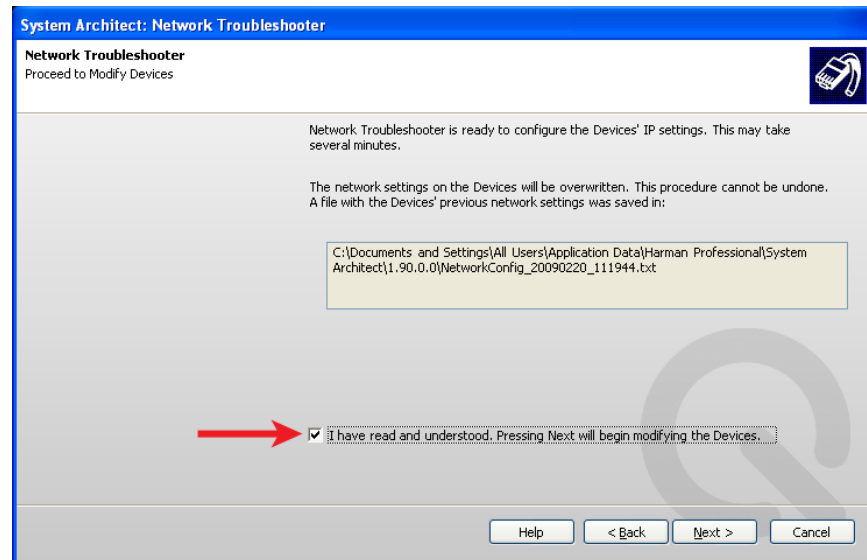 System Architect: Network Troubleshooter
Network Troubleshooter
Proceed to Modify Devices
Network Troubleshooter is ready to configure the Devices' IP settings. This may take
several minutes.
The network settings on the Devices will be overwritten. This procedure cannot be undone.
A file with the Devices' previous network settings was saved in:
C:\Documents and Settings\All Users\Application Data\Harman Professional\System
Architect\1.90.0.0\NetworkConfig_20090220_111944.txt
I have read and understood. Pressing Next will begin modifying the Devices.
Help
< Back
Next >
Cancel